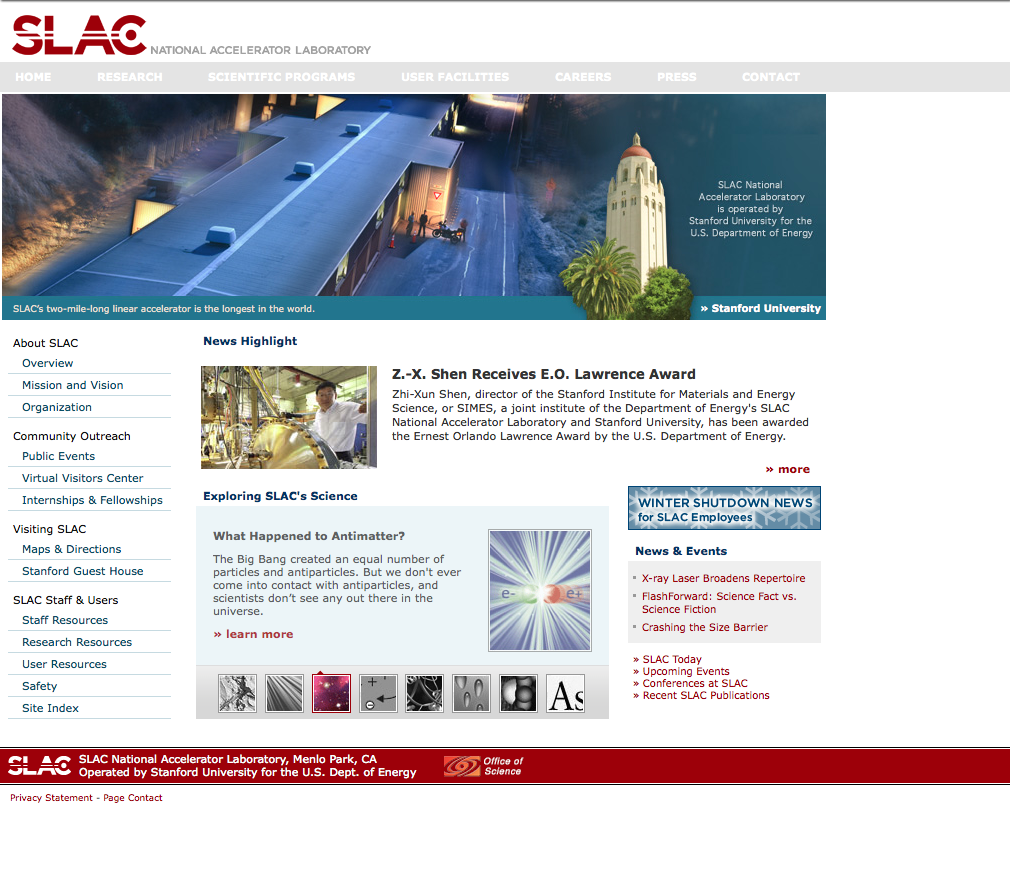 SLAC NATIONAL ACCELERATOR LABORATORY
HOME RESEARCH SCIENTIFIC PROGRAMS USER FACILITIES CAREERS PRESS CONTACT
SLAC National
Accelerator Laboratory
is operated by
Stanford University for the
U.S. Department of Energy
SLAC's two-mile-long linear accelerator is the longest in the world.
» Stanford University
About SLAC
Overview
Mission and Vision
Organization
Community Outreach
Public Events
Virtual Visitors Center
Internships & Fellowships
Visiting SLAC
Maps & Directions
Stanford Guest House
SLAC Staff & Users
Staff Resources
Research Resources
User Resources
Safety
Site Index
News Highlight
Z.-X. Shen Receives E.O. Lawrence Award
Zhi-Xun Shen, director of the Stanford Institute for Materials and Energy
Science, or SIMES, a joint institute of the Department of Energy's SLAC
National Accelerator Laboratory and Stanford University, has been awarded
the Ernest Orlando Lawrence Award by the U.S. Department of Energy.
» more
Exploring SLAC's Science
What Happened to Antimatter?
The Big Bang created an equal number of
particles and antiparticles. But we don't ever
come into contact with antiparticles, and
scientists don't see any out there in the
universe.
» learn more
e- e+
As
WINTER SHUTDOWN NEWS
for SLAC Employees
News & Events
X-ray Laser Broadens Repertoire
FlashForward: Science Fact vs.
Science Fiction
Crashing the Size Barrier
» SLAC Today
» Upcoming Events
» Conferences at SLAC
» Recent SLAC Publications
SLAC
SLAC National Accelerator Laboratory, Menlo Park, CA
Operated by Stanford University for the U.S. Dept. of Energy
Office of
Science
Privacy Statement - Page Contact